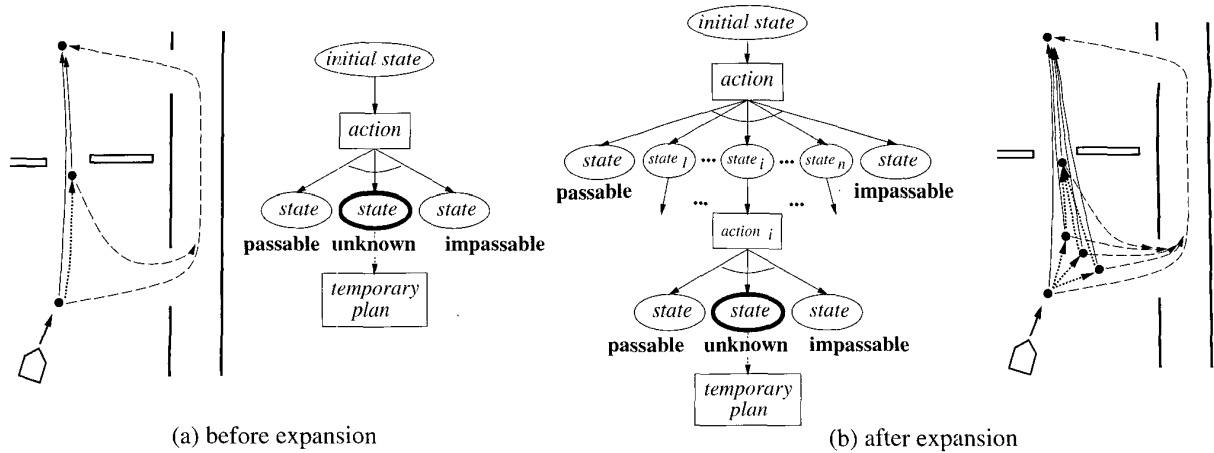 initial state
action
state
state
state
passable
unknown
impassable
temporary
plan
(a) before expansion
initial state
action
state
state l
...
state i
...
state n
state
passable
impassable
...
...
...
action i
state
state
state
passable
unknown
impassable
temporary
plan
(b) after expansion